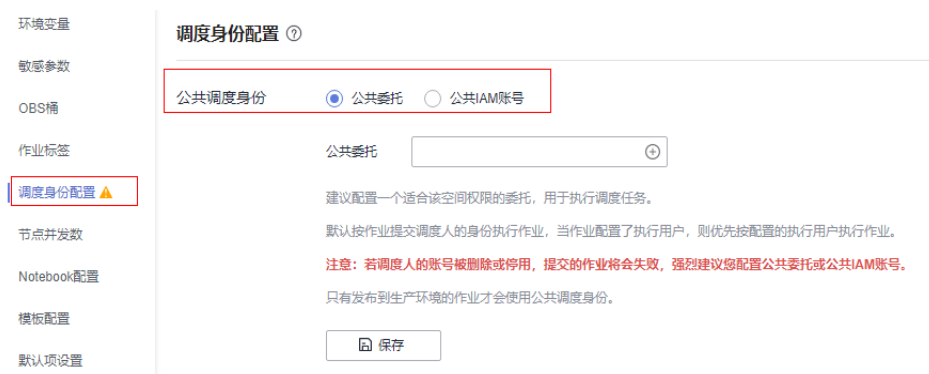 环境变量
敏感参数
OBS桶
作业标签
调度身份配置
节点并发数
Notebook配置
模板配置
默认项设置
调度身份配置
公共调度身份 公共委托 公共IAM账号
公共委托
建议配置一个适合该空间权限的委托，用于执行调度任务。
默认按作业提交调度人的身份执行作业，当作业配置了执行用户，则优先按配置的执行用户执行作业。
注意：若调度人的账号被删除或停用，提交的作业将会失败，强烈建议您配置公共委托或公共IAM账号。
只有发布到生产环境的作业才会使用公共调度身份。
保存